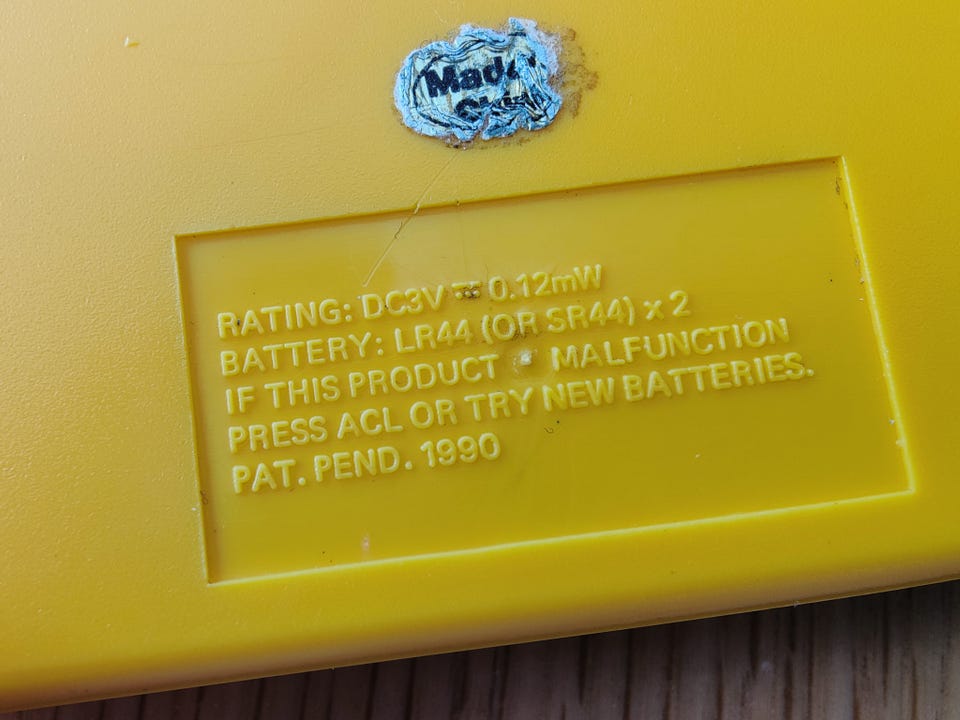 Made
RATING: DC3V ⎓ 0.12mW
BATTERY: LR44 (OR SR44) x 2
IF THIS PRODUCT MALFUNCTION
PRESS ACL OR TRY NEW BATTERIES.
PAT. PEND. 1990